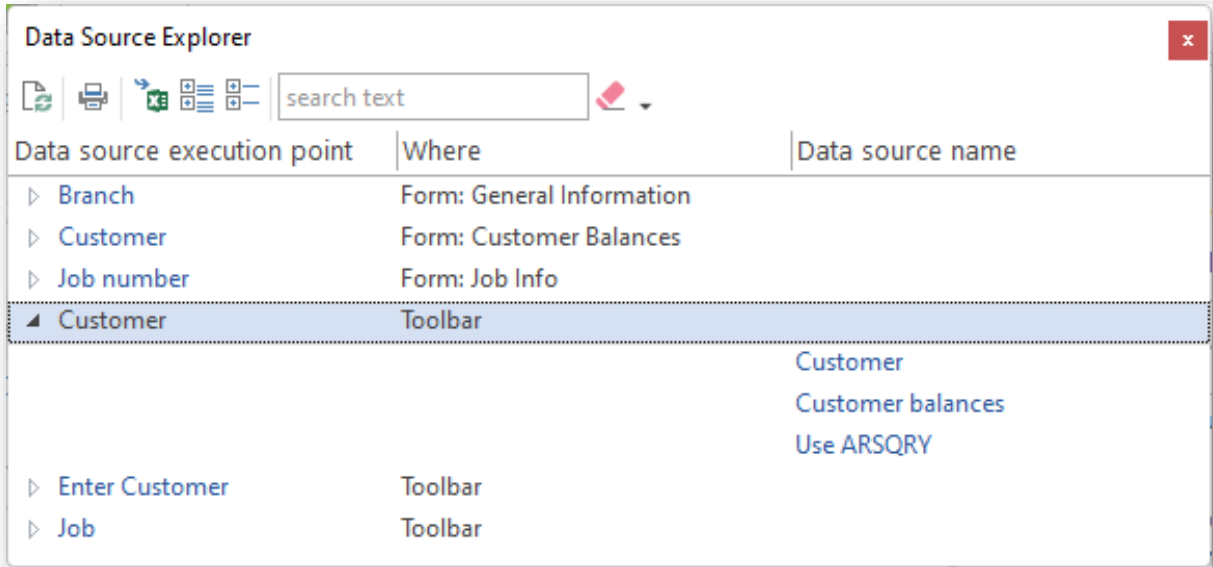 Data Source Explorer
x
search text
Data source execution point Where Data source name
Branch Form: General Information
Customer Form: Customer Balances
Job number Form: Job Info
Customer Toolbar
Customer
Customer balances
Use ARSQRY
Enter Customer Toolbar
Job Toolbar